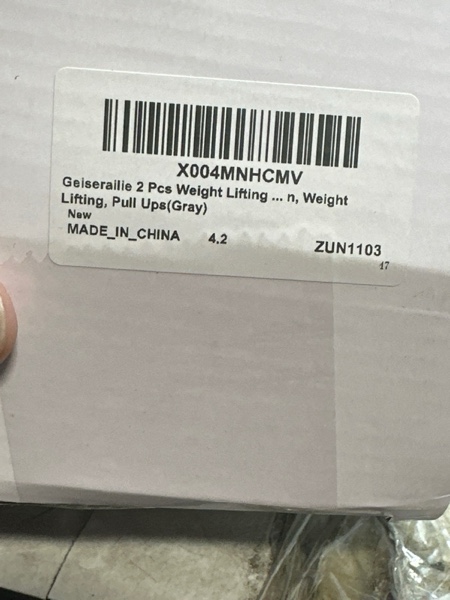 X004MNHCMV
Geiserailie 2 Pcs Weight Lifting ... n, Weight
Lifting, Pull Ups(Gray)
New
MADE_IN_CHINA 4.2 ZUN1103
17